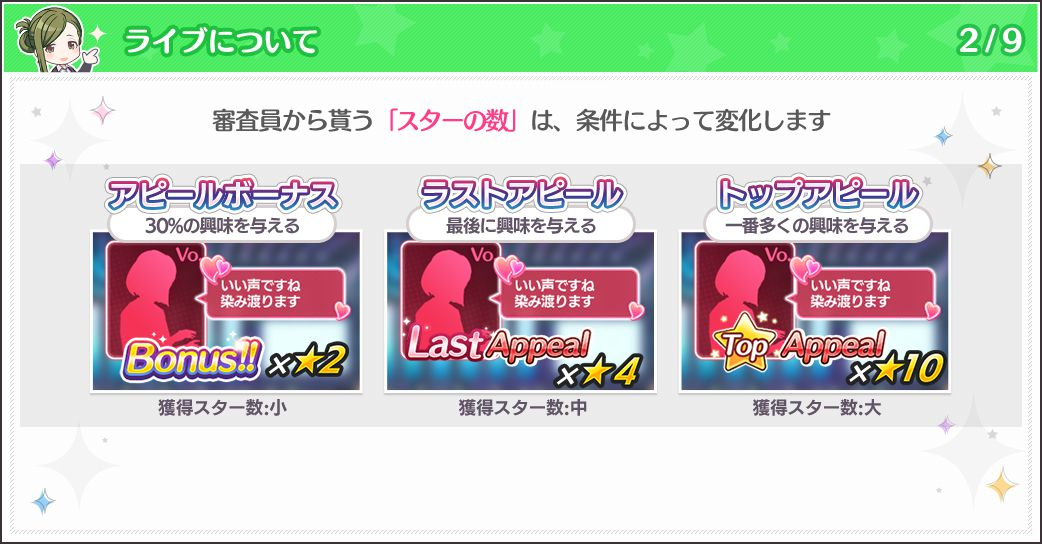 ライブについて
2/9
審査員から貰う「スターの数」は、条件によって変化します
アピールボーナス
30%の興味を与える
Vo.
いい声ですね
染み渡ります
Bonus!! ×★2
獲得スター数:小
ラストアピール
最後に興味を与える
Vo
いい声ですね
染み渡ります
Last Appeal
×★4
獲得スター数:中
トップアピール
一番多くの興味を与える
Vo.
いい声ですね
染み渡ります
Top Appeal
×★10
獲得スター数:大